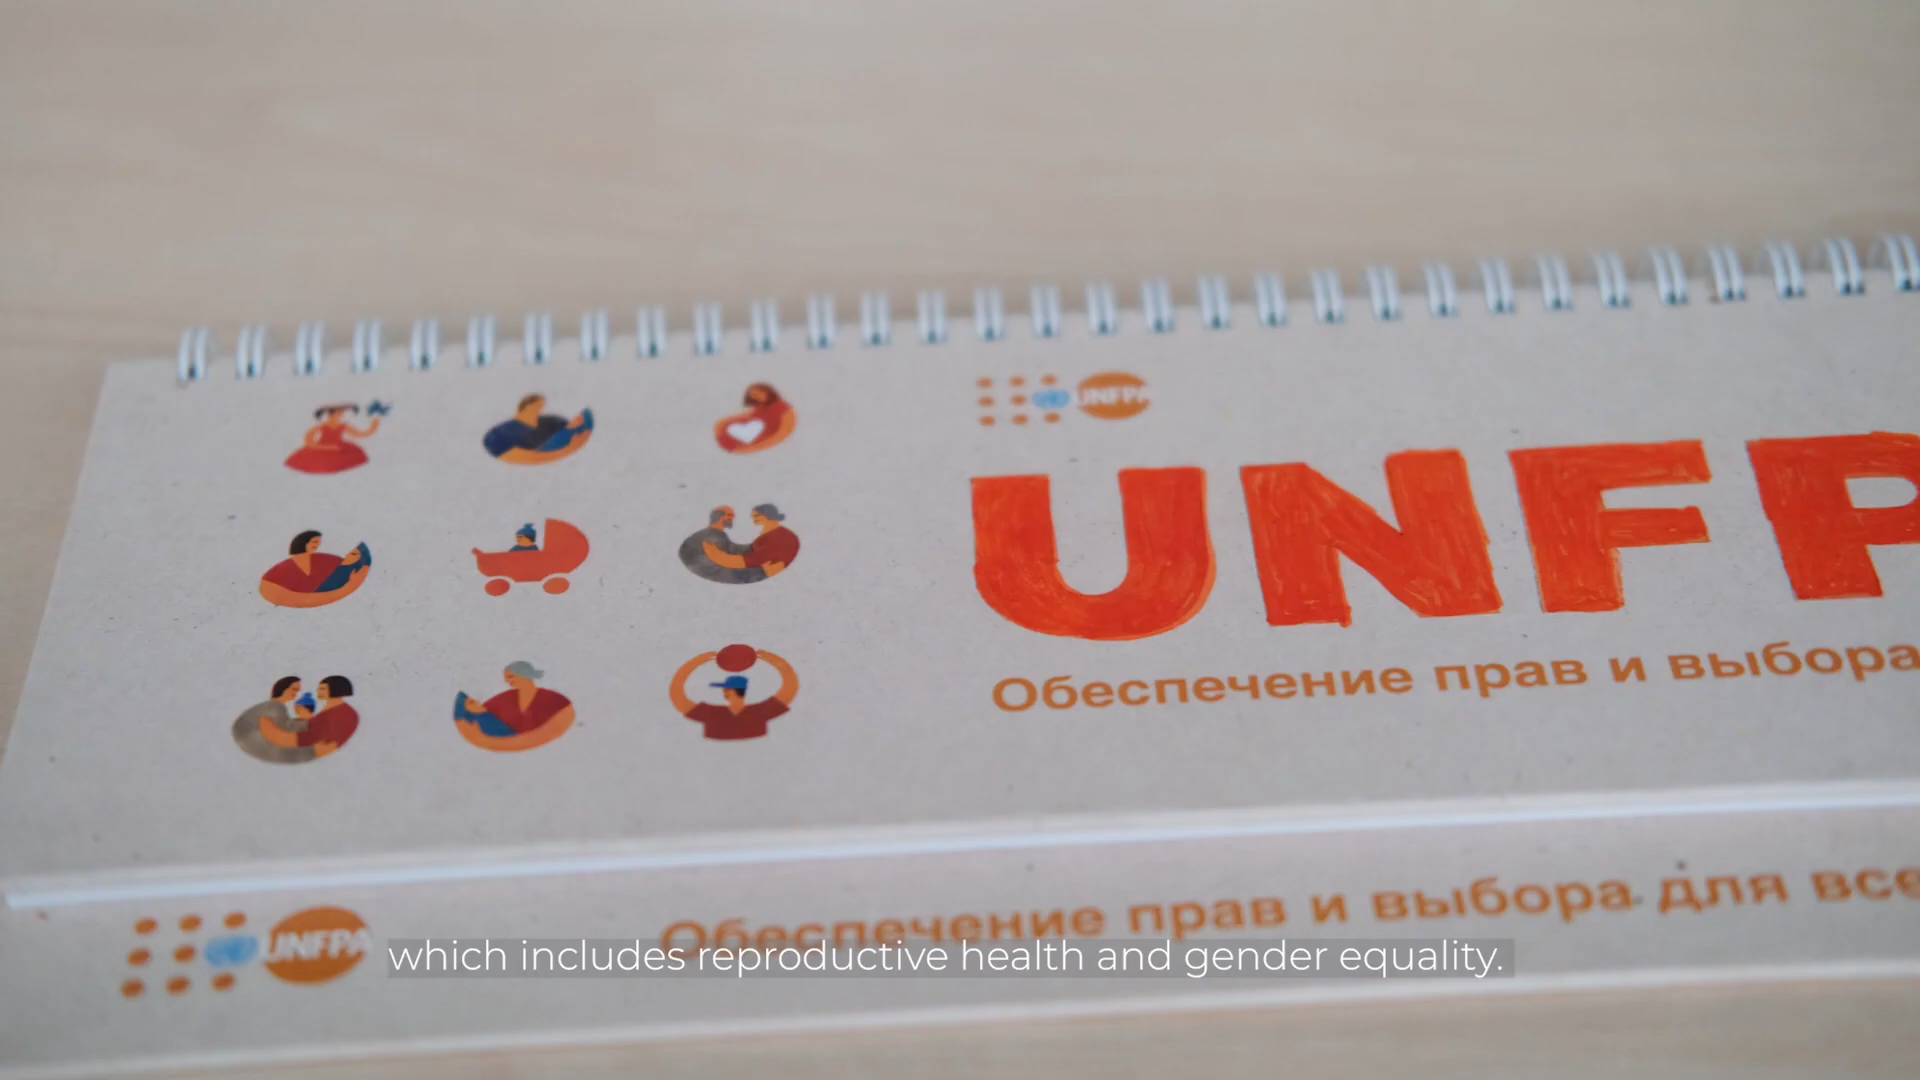 UNFPA
UNFP
Обеспечение прав и выбора
UNFPA
Обеспечение прав и выбора для все
which includes reproductive health and gender equality.